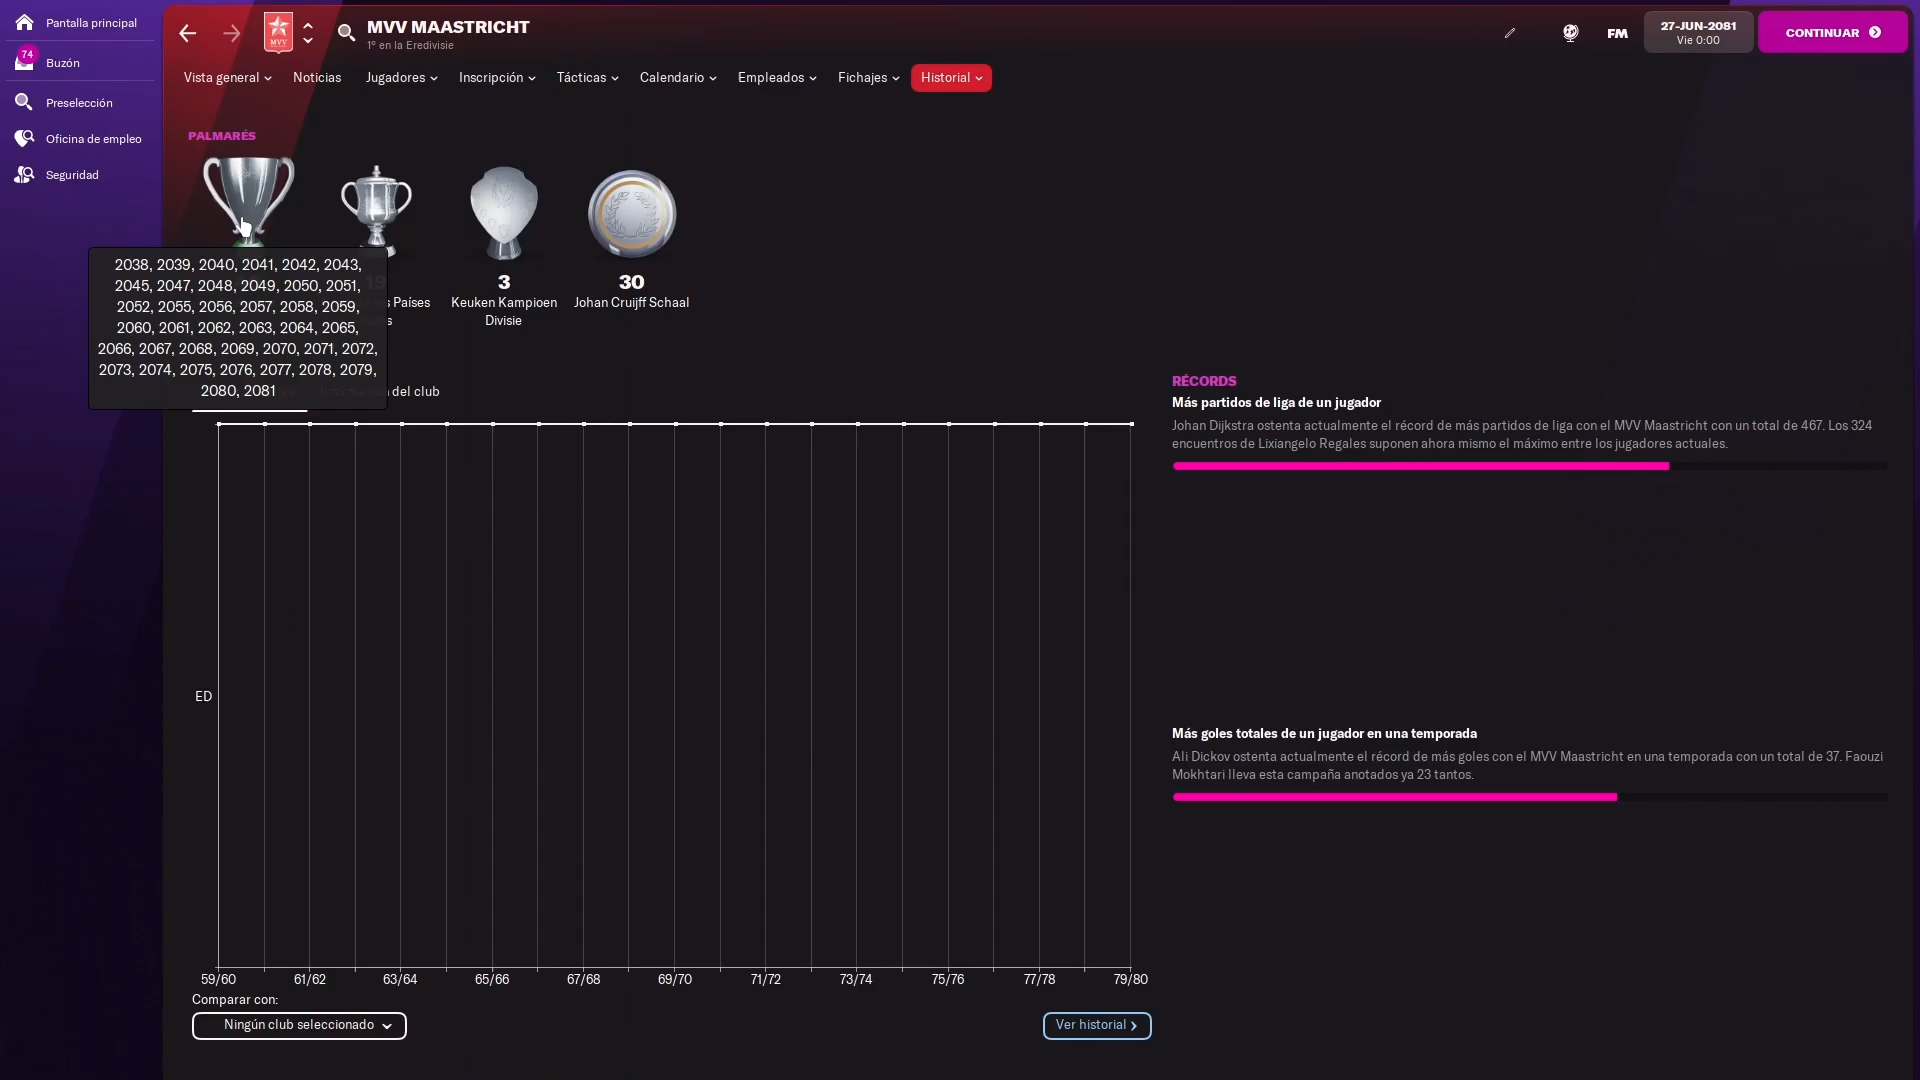 Pantalla principal
74
Buzón
Preselección
Oficina de empleo
Seguridad
MVV
MVV MAASTRICHT
1º en la Eredivisie
FM
27-JUN-2081
Vie 0:00
CONTINUAR
Vista general
Noticias
Jugadores
Inscripción
Tácticas
Calendario
Empleados
Fichajes
Historial
PALMARÉS
2038, 2039, 2040, 2041, 2042, 2043,
2045, 2047, 2048, 2049, 2050, 2051,
2052, 2055, 2056, 2057, 2058, 2059,
2060, 2061, 2062, 2063, 2064, 2065,
2066, 2067, 2068, 2069, 2070, 2071, 2072,
2073, 2074, 2075, 2076, 2077, 2078, 2079,
2080, 2081
19
Países
3
Keuken Kampioen
Divisie
30
Johan Cruijff Schaal
del club
ED
59/60
61/62
63/64
65/66
67/68
69/70
71/72
73/74
75/76
77/78
79/80
Comparar con:
Ningún club seleccionado
Ver historial
RÉCORDS
Más partidos de liga de un jugador
Johan Dijkstra ostenta actualmente el récord de más partidos de liga con el MVV Maastricht con un total de 467. Los 324
encuentros de Lixiangelo Regales suponen ahora mismo el máximo entre los jugadores actuales.
Más goles totales de un jugador en una temporada
Ali Dickov ostenta actualmente el récord de más goles con el MVV Maastricht en una temporada con un total de 37. Faouzi
Mokhtari lleva esta campaña anotados ya 23 tantos.